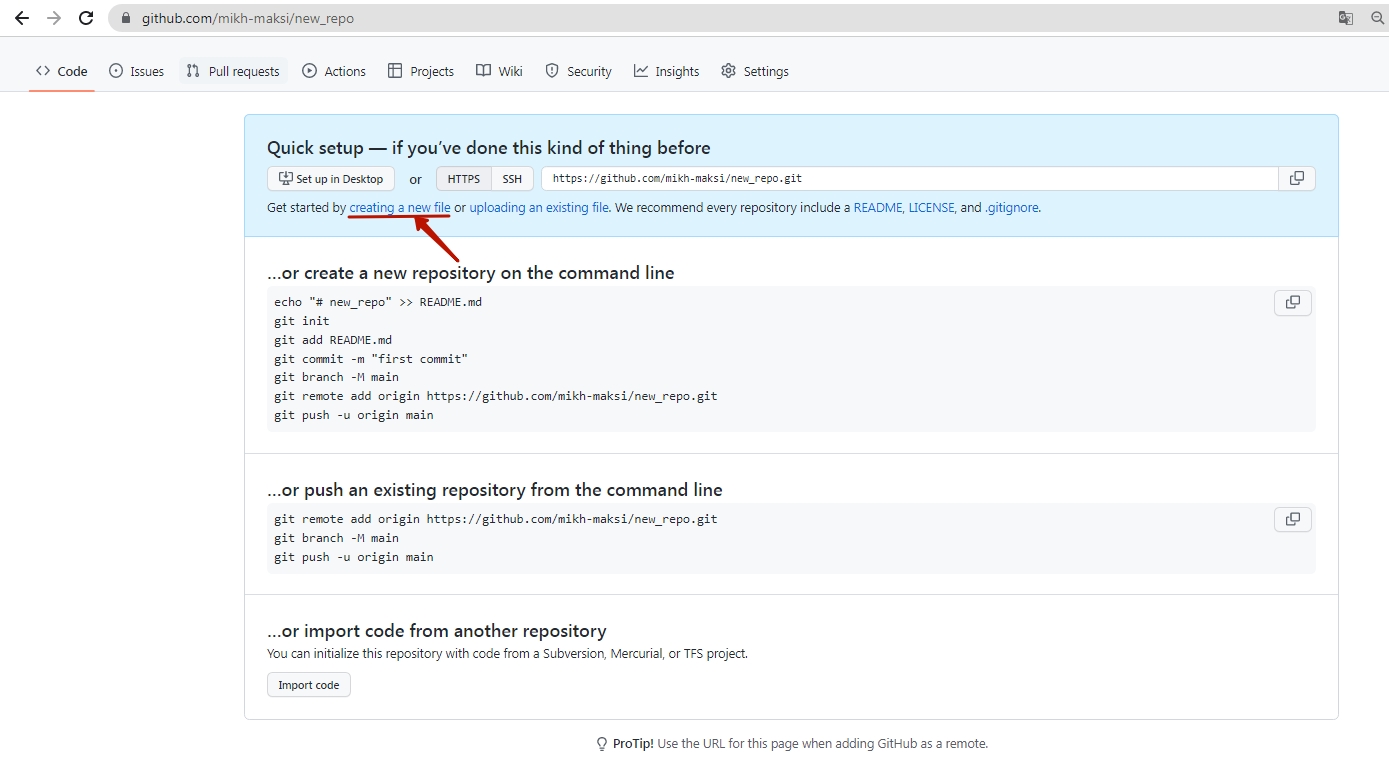 github.com/mikh-maksi/new_repo
Code Issues Pull requests Actions Projects Wiki Security Insights Settings
Quick setup — if you’ve done this kind of thing before
Set up in Desktop or HTTPS SSH https://github.com/mikh-maksi/new_repo.git
Get started by creating a new file or uploading an existing file. We recommend every repository include a README, LICENSE, and .gitignore.
…or create a new repository on the command line
echo "# new_repo" >> README.md
git init
git add README.md
git commit -m "first commit"
git branch -M main
git remote add origin https://github.com/mikh-maksi/new_repo.git
git push -u origin main
…or push an existing repository from the command line
git remote add origin https://github.com/mikh-maksi/new_repo.git
git branch -M main
git push -u origin main
…or import code from another repository
You can initialize this repository with code from a Subversion, Mercurial, or TFS project.
Import code
ProTip! Use the URL for this page when adding GitHub as a remote.